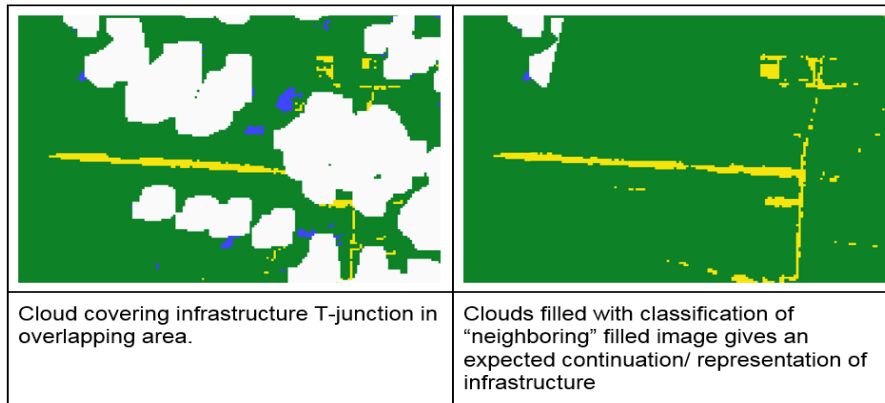 Cloud covering infrastructure T-junction in
overlapping area.
Clouds filled with classification of
“neighboring” filled image gives an
expected continuation/ representation of
infrastructure